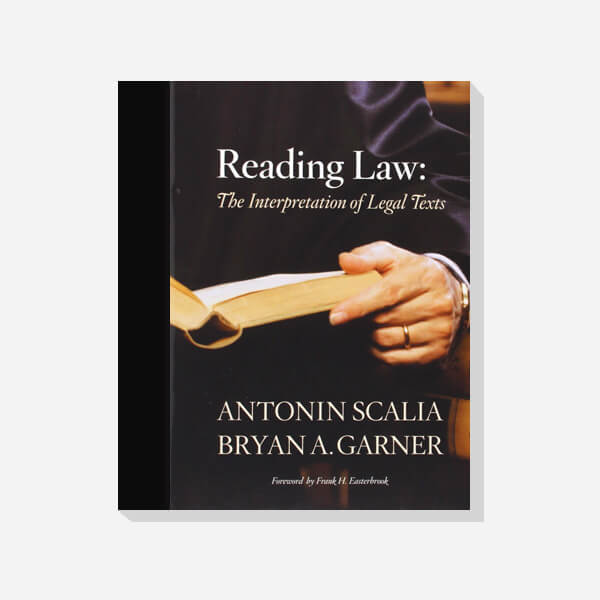 Reading Law:
The Interpretation of Legal Texts
ANTONIN SCALIA
BRYAN A. GARNER
Foreword by Frank H. Easterbrook